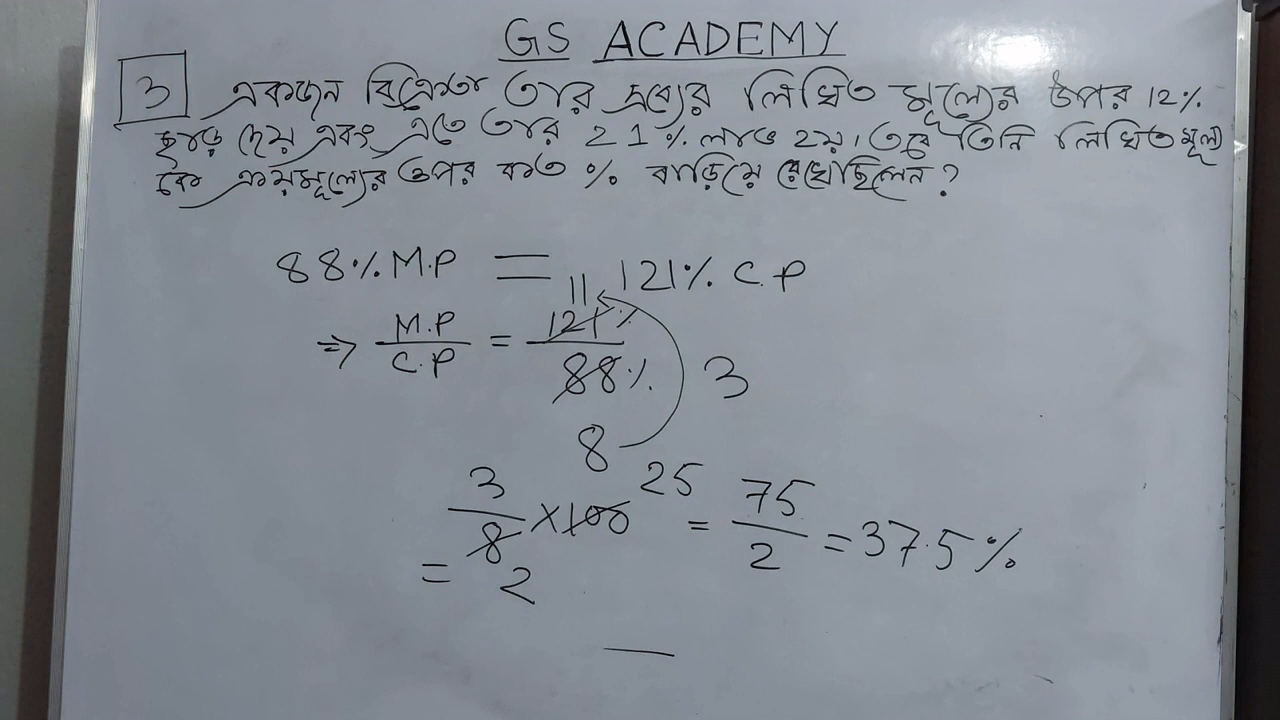 GS ACADEMY
3 একজন বিক্রেতা তার দ্রব্যের লিখিত মূল্যের উপর 12%
ছাড় দেয় এবং এতে তার 21% লাভ হয়। তবে তিনি লিখিত মূল্য
কে ক্রয়মূল্যের ওপর কত % বাড়িয়ে রেখেছিলেন?
88% M.P = 121% C.P
11
⇒ M.P/C.P = 121%/88% 3
8
= 3/8 × 100 25 = 75/2 = 37.5%
2